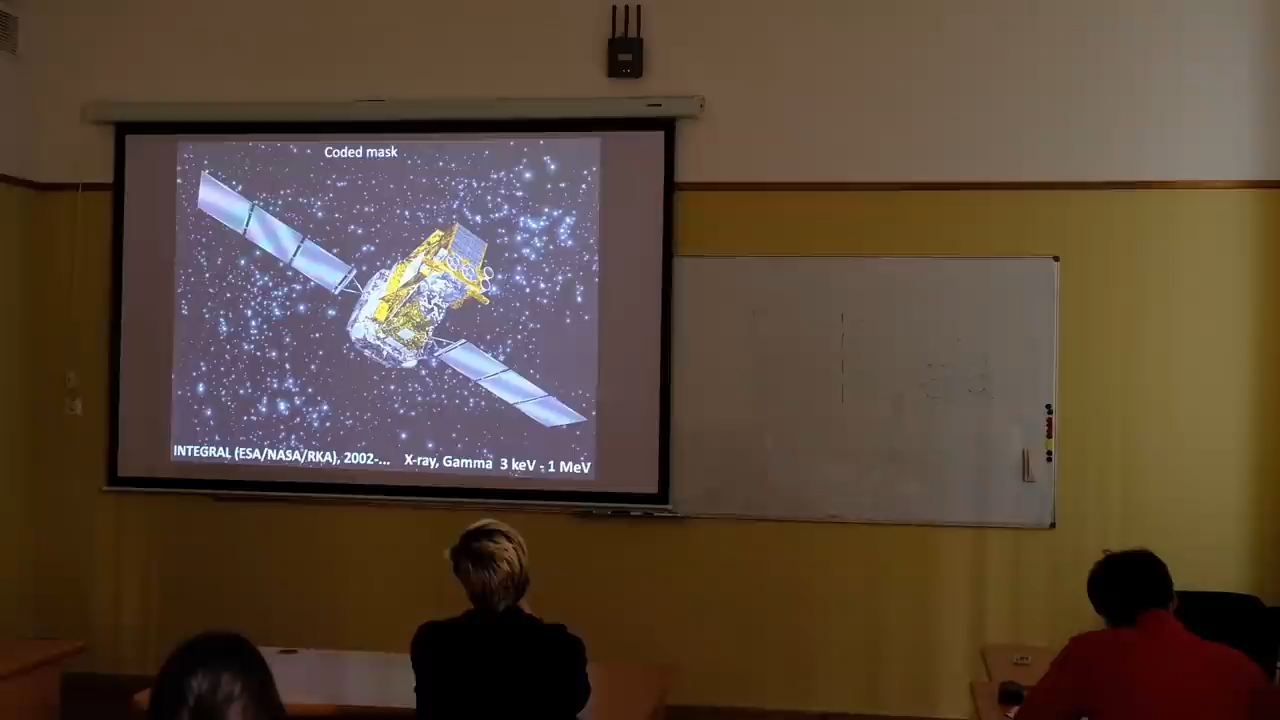 Coded mask
INTEGRAL (ESA/NASA/RKA), 2002-... X-ray, Gamma 3 keV - 1 MeV